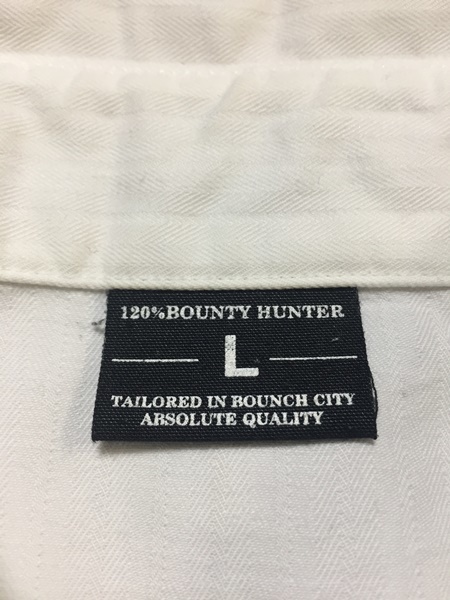 120%BOUNTY HUNTER
L
TAILORED IN BOUNCH CITY
ABSOLUTE QUALITY